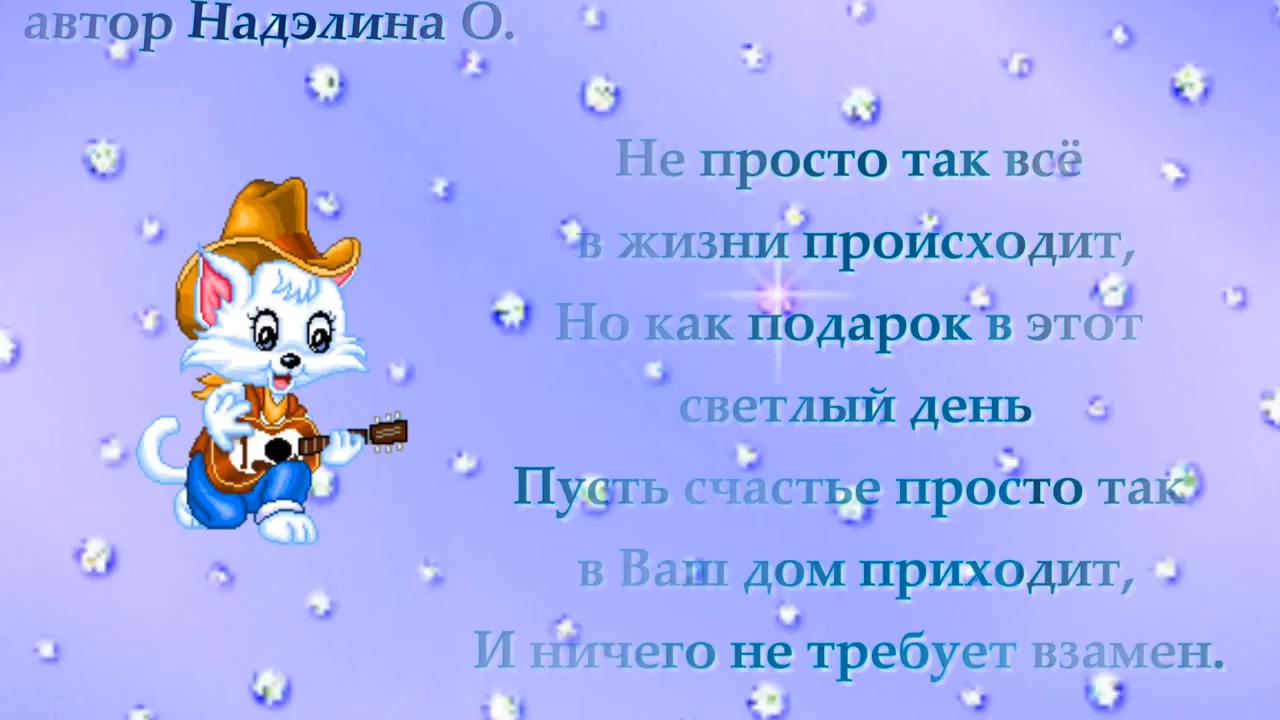 автор Надэлина О.
Не просто так всё
в жизни происходит,
Но как подарок в этот
светлый день
Пусть счастье просто так
в Ваш дом приходит,
И ничего не требует взамен.